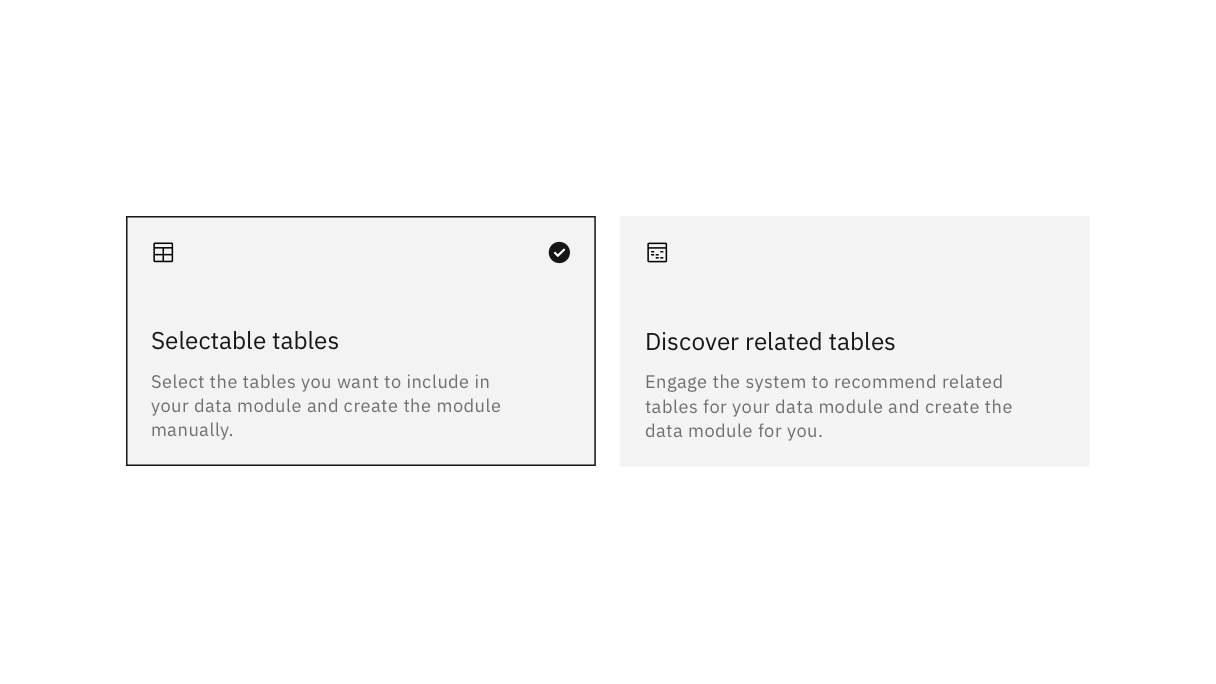 Selectable tables
Select the tables you want to include in
your data module and create the module
manually.
Discover related tables
Engage the system to recommend related
tables for your data module and create the
data module for you.